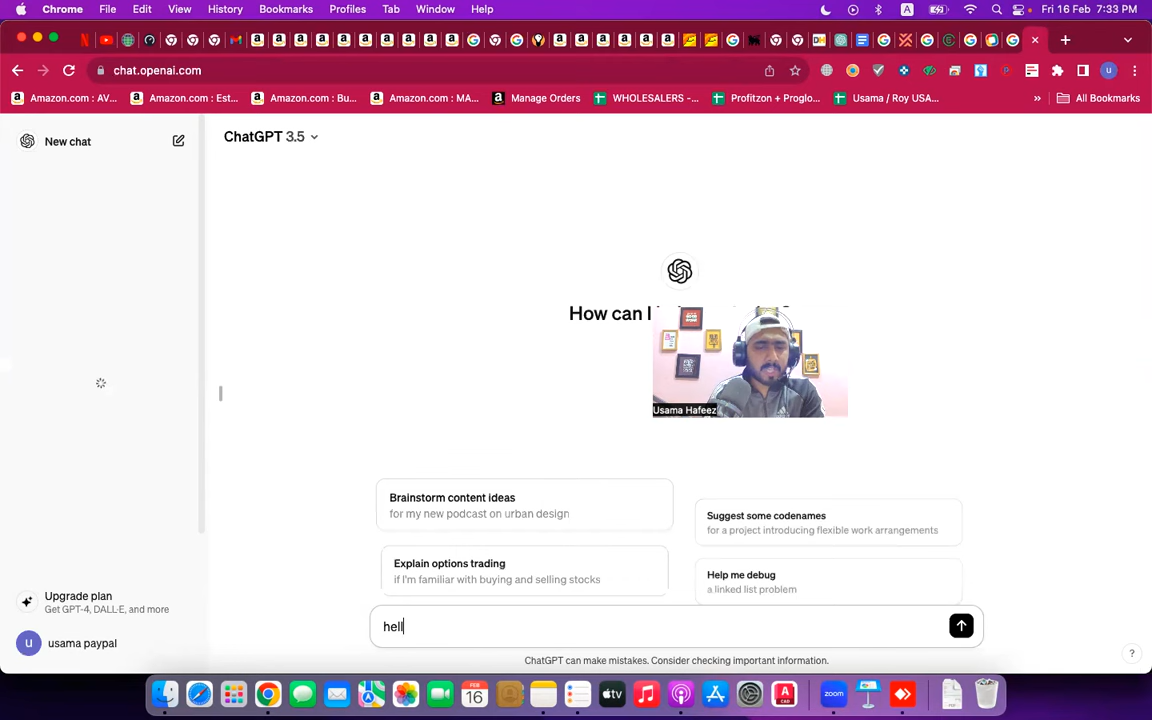 Chrome File Edit View History Bookmarks Profiles Tab Window Help
A
Fri 16 Feb 7:33 PM
chat.openai.com
u
Amazon.com : AV...
Amazon.com : Est...
Amazon.com : Bu...
Amazon.com : MA...
Manage Orders
WHOLESALERS -...
Profitzon + Proglo...
Usama / Roy USA...
»
All Bookmarks
New chat
ChatGPT 3.5
How can I
Usama Hafeez
Brainstorm content ideas
for my new podcast on urban design
Suggest some codenames
for a project introducing flexible work arrangements
Explain options trading
if I'm familiar with buying and selling stocks
Help me debug
a linked list problem
Upgrade plan
Get GPT-4, DALL·E, and more
u
usama paypal
hell
ChatGPT can make mistakes. Consider checking important information.
?
FEB
16
tv
zoom